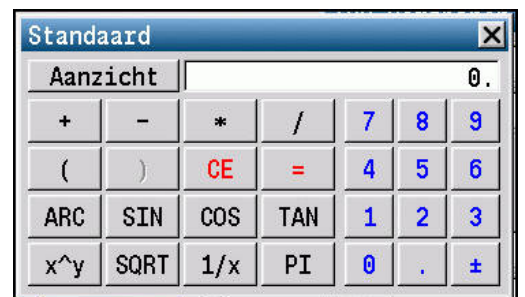 Standaard
Aanzicht 0.
+ - * / 7 8 9
( ) CE = 4 5 6
ARC SIN COS TAN 1 2 3
x^y SQRT 1/x PI 0 . ±